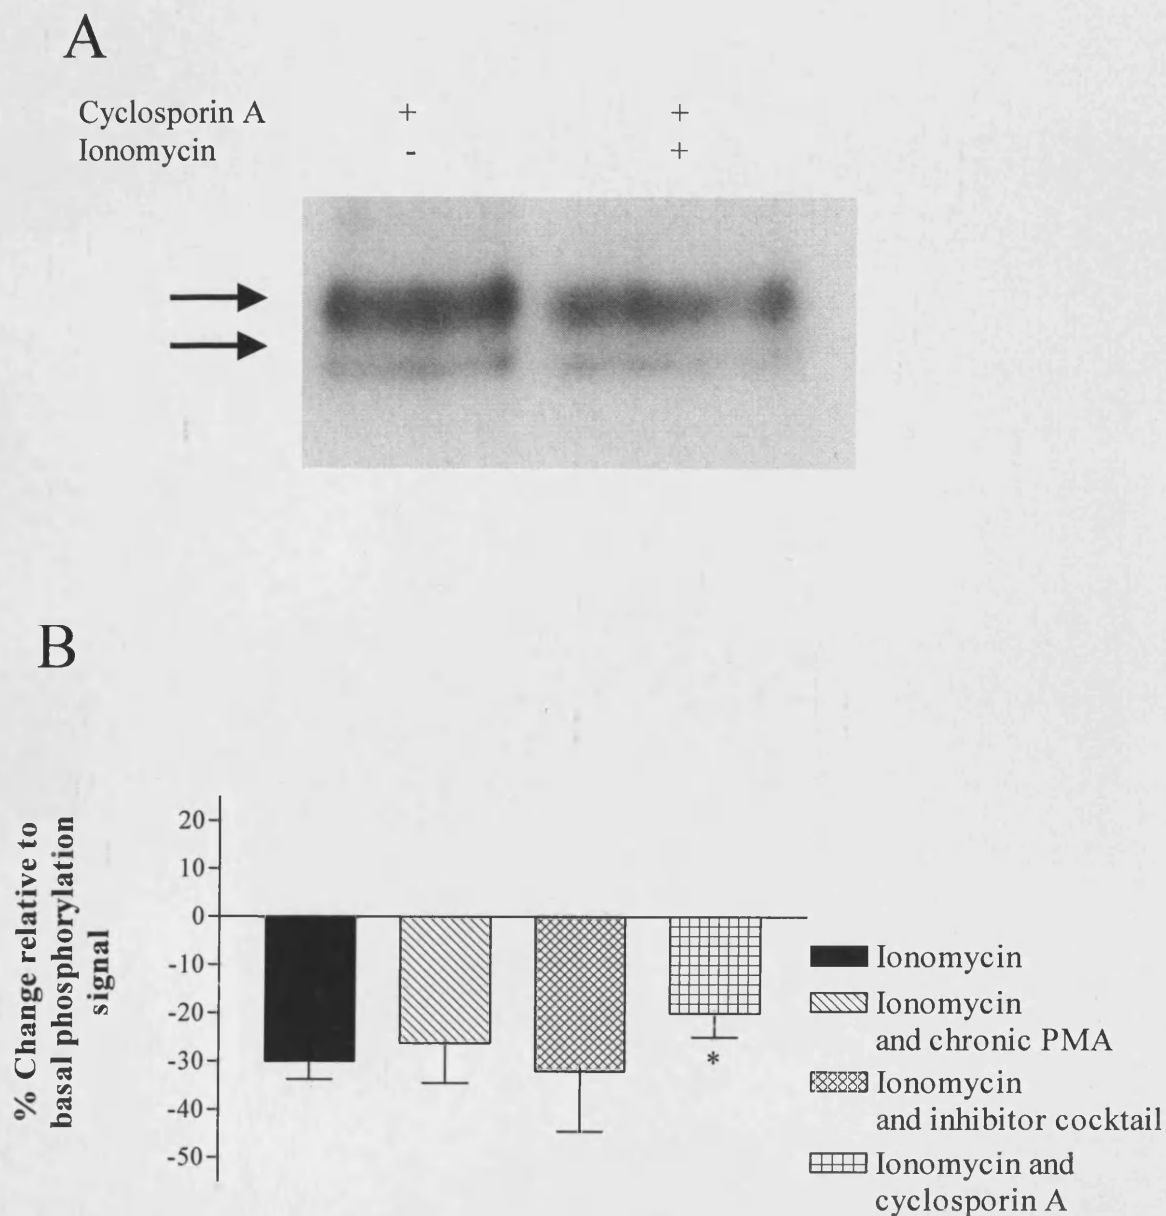 A
Cyclosporin A + +
Ionomycin - +
B
% Change relative to
basal phosphorylation
signal
20
10
0
-10
-20
-30
-40
-50
*
Ionomycin
Ionomycin
and chronic PMA
Ionomycin
and inhibitor cocktail
Ionomycin and
cyclosporin A